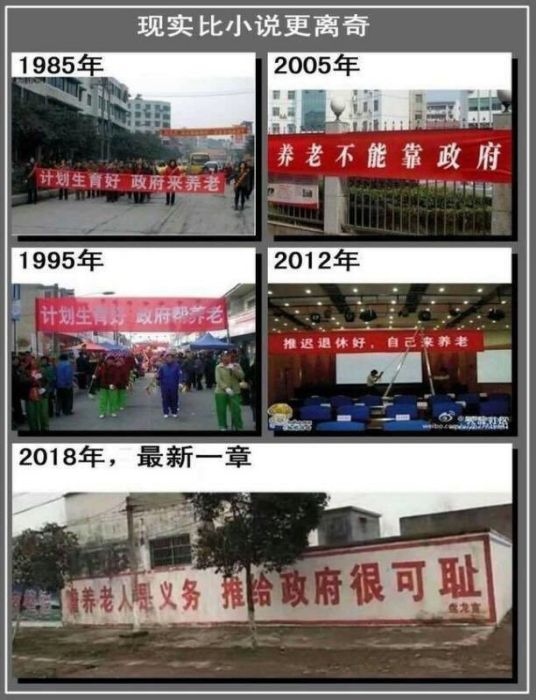 现实比小说更离奇
1985年
2005年
计划生育好 政府来养老
养老不能靠政府
1995年
2012年
计划生育好 政府帮养老
推迟退休好，自己来养老
weibo.com/
2018年，最新一章
养老人是义务 推给政府很可耻